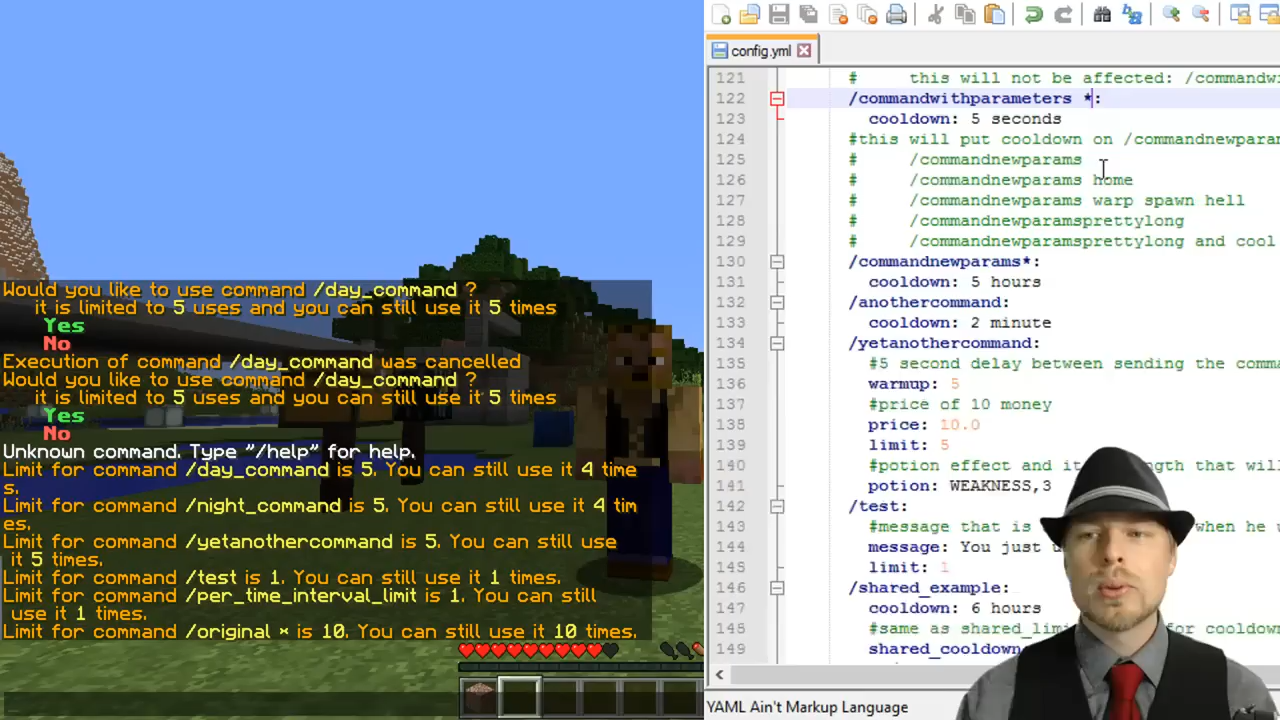 Would you like to use command /day_command ?
it is limited to 5 uses and you can still use it 5 times
Yes
No
Execution of command /day_command was cancelled
Would you like to use command /day_command ?
it is limited to 5 uses and you can still use it 5 times
Yes
No
Unknown command. Type "/help" for help.
Limit for command /day_command is 5. You can still use it 4 time
s.
Limit for command /night_command is 5. You can still use it 4 tim
es.
Limit for command /yetanothercommand is 5. You can still use
it 5 times.
Limit for command /test is 1. You can still use it 1 times.
Limit for command /per_time_interval_limit is 1. You can still
use it 1 times.
Limit for command /original * is 10. You can still use it 10 times.
config.yml
121 # this will not be affected: /commandwi
122 /commandwithparameters *:
123 cooldown: 5 seconds
124 #this will put cooldown on /commandnewparam
125 # /commandnewparams
126 # /commandnewparams home
127 # /commandnewparams warp spawn hell
128 # /commandnewparamsprettylong
129 # /commandnewparamsprettylong and cool
130 /commandnewparams*:
131 cooldown: 5 hours
132 /anothercommand:
133 cooldown: 2 minute
134 /yetanothercommand:
135 #5 second delay between sending the comma
136 warmup: 5
137 #price of 10 money
138 price: 10.0
139 limit: 5
140 #potion effect and it ngth that wil
141 potion: WEAKNESS,3
142 /test:
143 #message that is when he u
144 message: You just u
145 limit: 1
146 /shared_example:
147 cooldown: 6 hours
148 #same as shared_limi for cooldown
149 shared_cooldown
YAML Ain't Markup Language